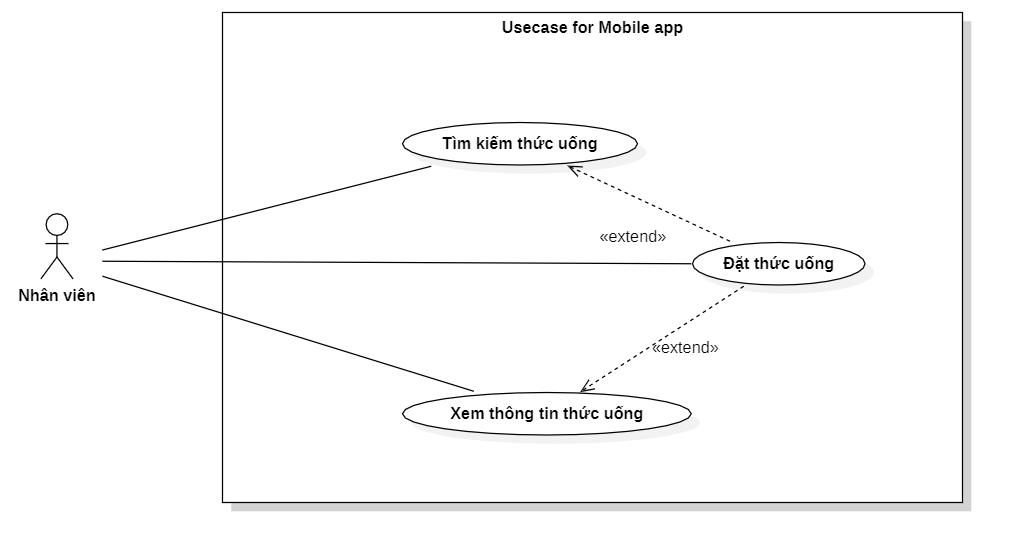 Usecase for Mobile app
Tìm kiếm thức uống
«extend»
Đặt thức uống
Nhân viên
«extend»
Xem thông tin thức uống